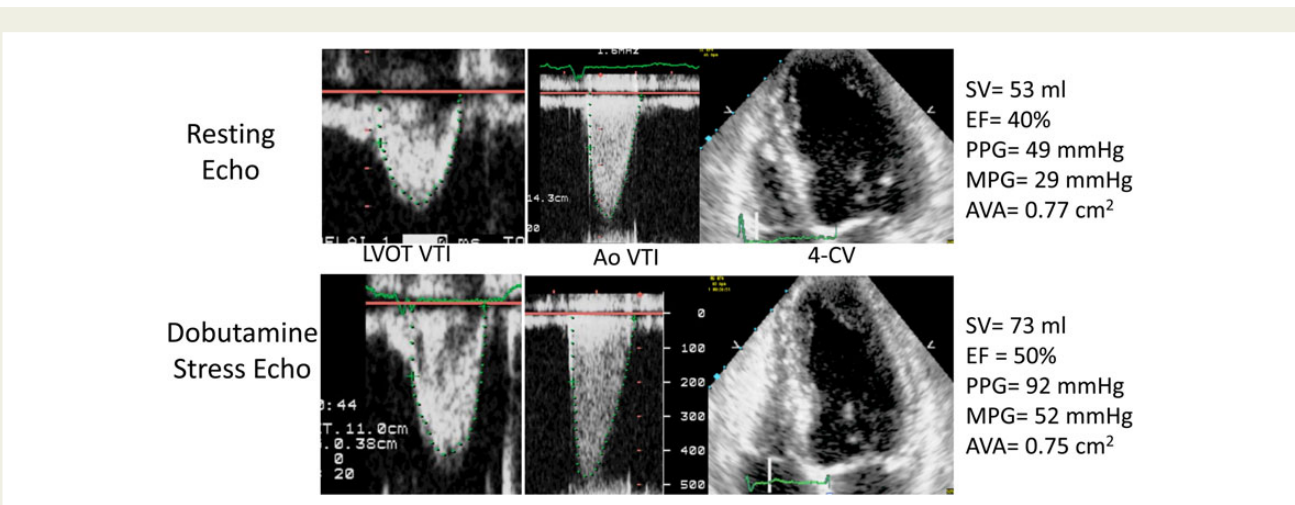 1.6MHz
Resting
Echo
14.3cm
SV= 53 ml
EF= 40%
PPG= 49 mmHg
MPG= 29 mmHg
AVA= 0.77 cm²
LVOT VTI
Ao VTI
4-CV
Dobutamine
Stress Echo
:44
T.11.0cm
.0.38cm
0
20
0
100
200
300
400
500
SV= 73 ml
EF = 50%
PPG= 92 mmHg
MPG= 52 mmHg
AVA= 0.75 cm²